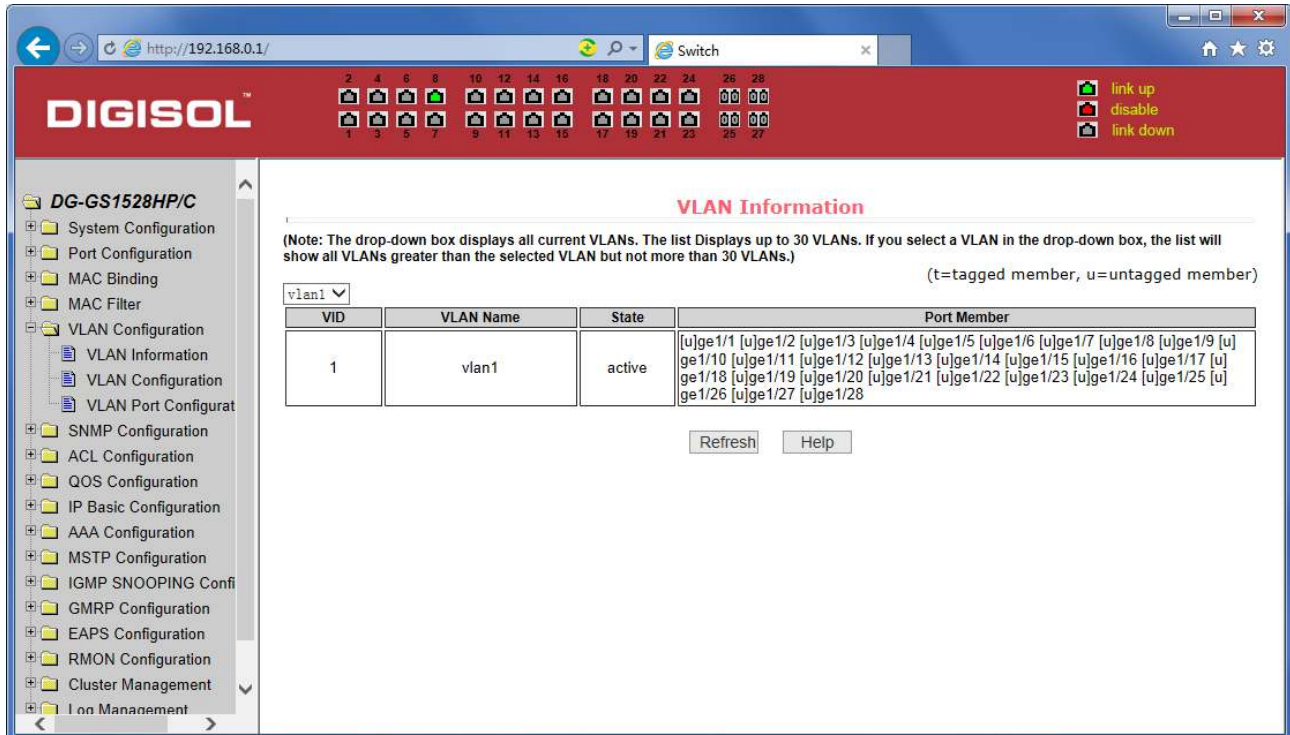 http://192.168.0.1/
Switch
DIGISOL™
2 4 6 8 10 12 14 16 18 20 22 24 26 28
1 3 5 7 9 11 13 15 17 19 21 23 25 27
link up
disable
link down
DG-GS1528HP/C
System Configuration
Port Configuration
MAC Binding
MAC Filter
VLAN Configuration
VLAN Information
VLAN Configuration
VLAN Port Configurat
SNMP Configuration
ACL Configuration
QOS Configuration
IP Basic Configuration
AAA Configuration
MSTP Configuration
IGMP SNOOPING Confi
GMRP Configuration
EAPS Configuration
RMON Configuration
Cluster Management
Log Management
VLAN Information
(Note: The drop-down box displays all current VLANs. The list Displays up to 30 VLANs. If you select a VLAN in the drop-down box, the list will
show all VLANs greater than the selected VLAN but not more than 30 VLANs.)
(t=tagged member, u=untagged member)
vlan1
VID VLAN Name State Port Member
1 vlan1 active
[u]ge1/1 [u]ge1/2 [u]ge1/3 [u]ge1/4 [u]ge1/5 [u]ge1/6 [u]ge1/7 [u]ge1/8 [u]ge1/9 [u]
ge1/10 [u]ge1/11 [u]ge1/12 [u]ge1/13 [u]ge1/14 [u]ge1/15 [u]ge1/16 [u]ge1/17 [u]
ge1/18 [u]ge1/19 [u]ge1/20 [u]ge1/21 [u]ge1/22 [u]ge1/23 [u]ge1/24 [u]ge1/25 [u]
ge1/26 [u]ge1/27 [u]ge1/28
Refresh Help